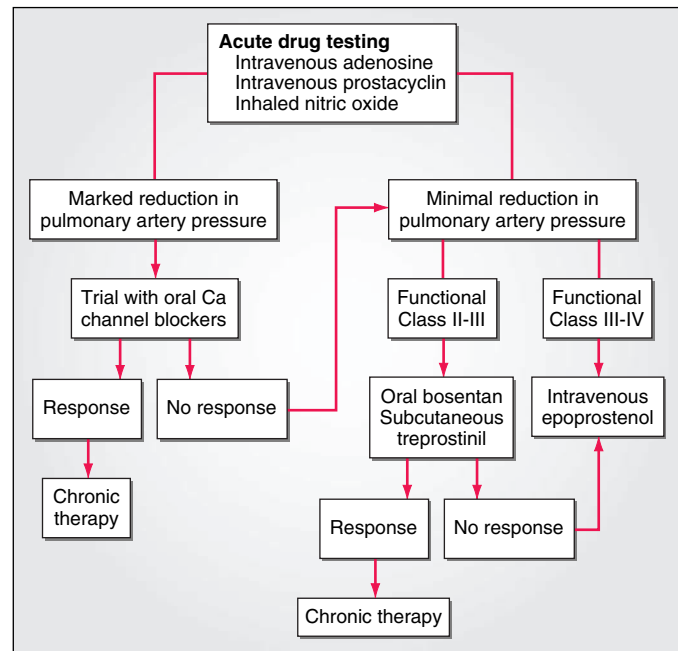 Acute drug testing
Intravenous adenosine
Intravenous prostacyclin
Inhaled nitric oxide
Marked reduction in
pulmonary artery pressure
Minimal reduction in
pulmonary artery pressure
Trial with oral Ca
channel blockers
Functional
Class II-III
Functional
Class III-IV
Response
No response
Oral bosentan
Subcutaneous
treprostinil
Intravenous
epoprostenol
Chronic
therapy
Response
No response
Chronic therapy